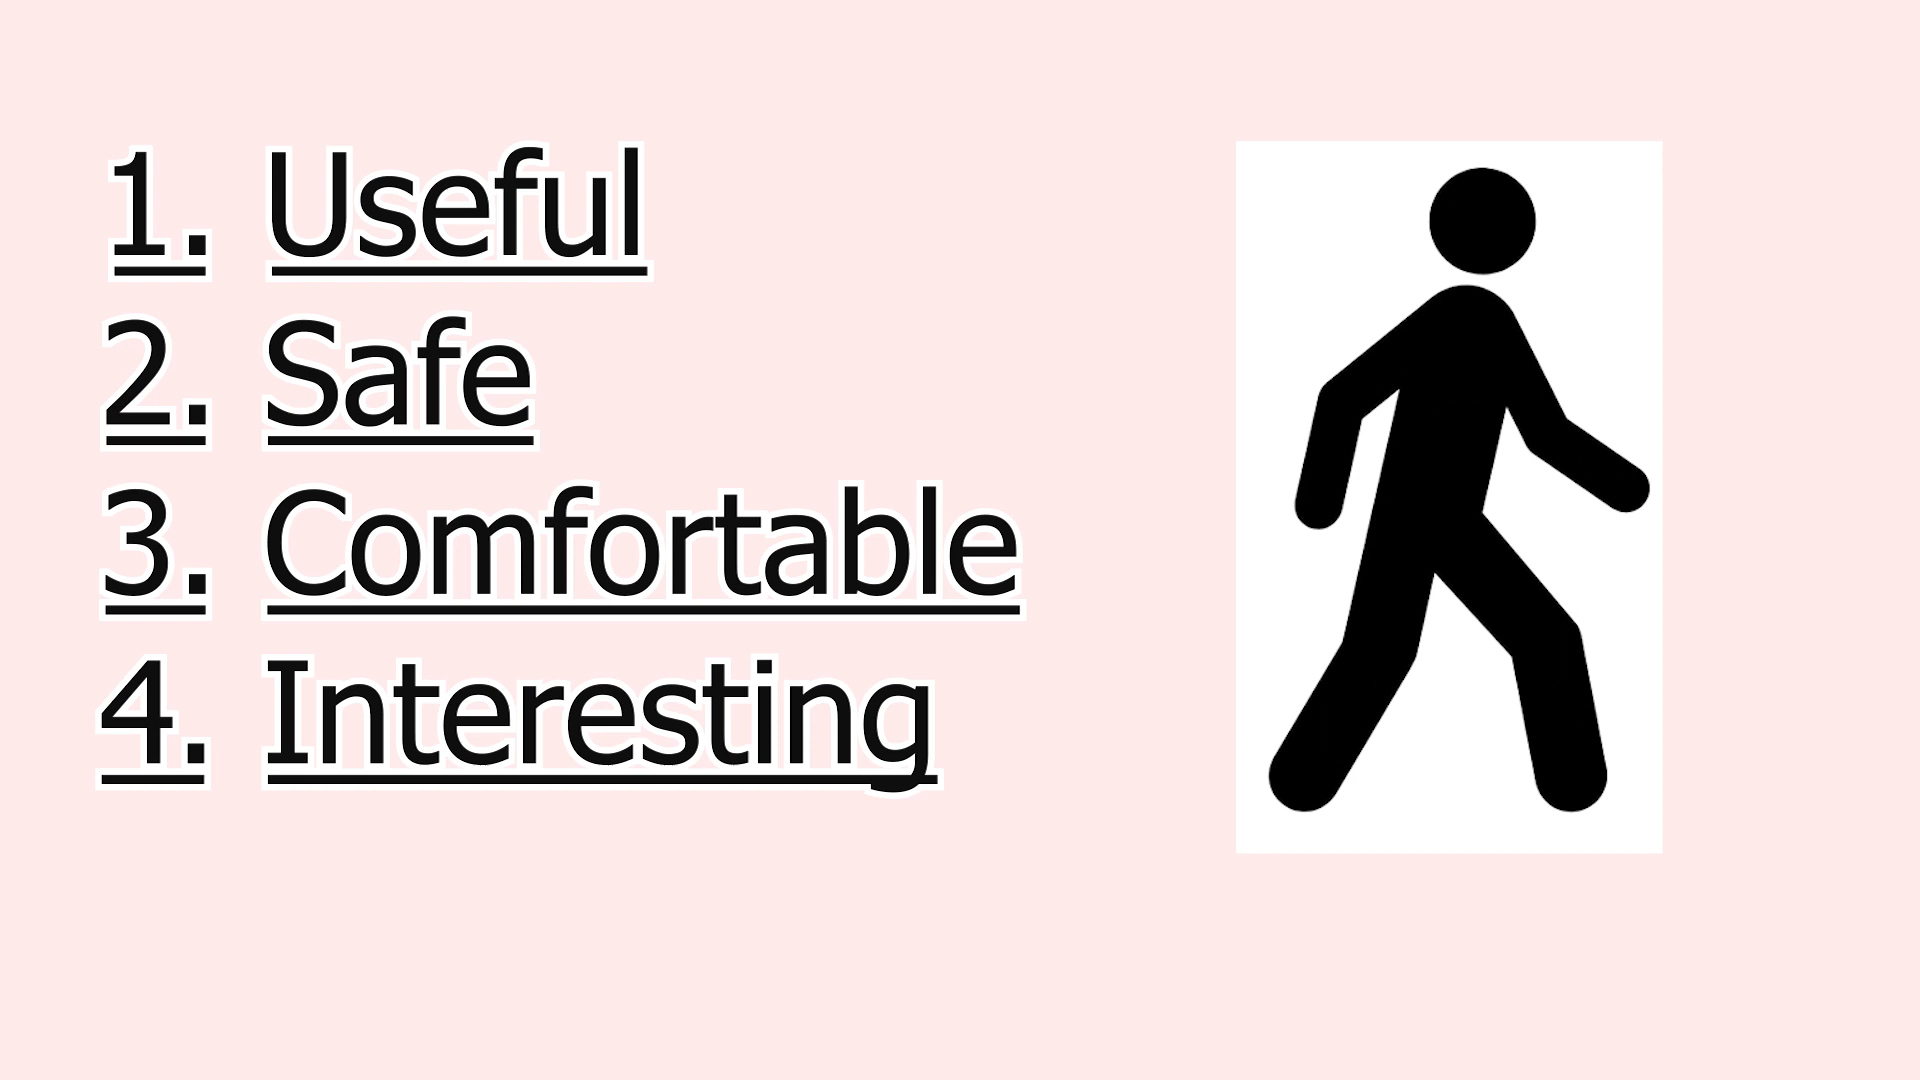 1. Useful
2. Safe
3. Comfortable
4. Interesting